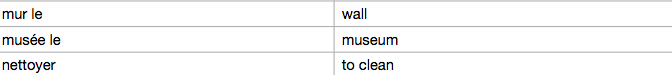 mur le wall
musée le museum
nettoyer to clean